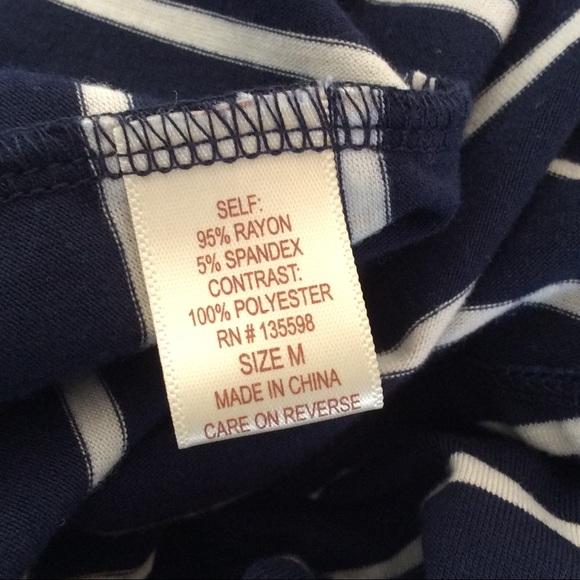 SELF:
95% RAYON
5% SPANDEX
CONTRAST:
100% POLYESTER
RN # 135598
SIZE M
MADE IN CHINA
CARE ON REVERSE